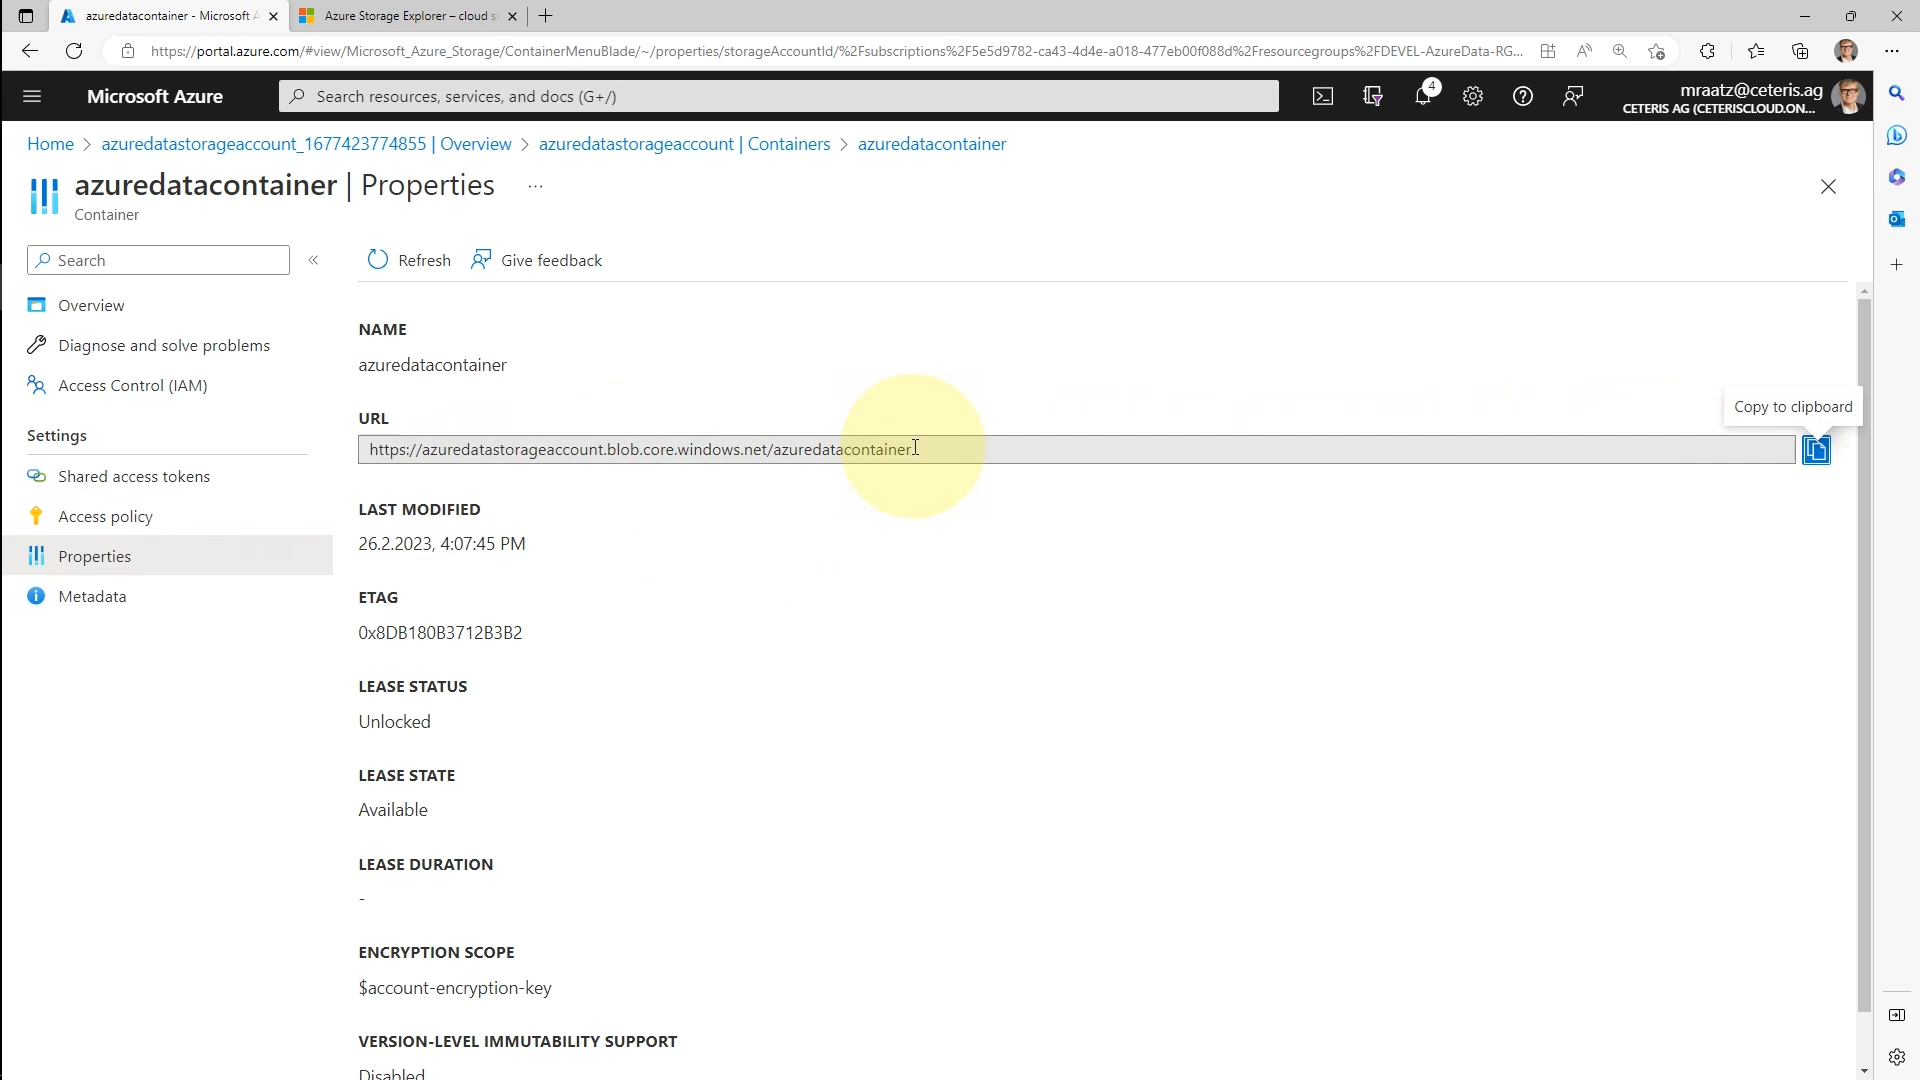 azuredatacontainer - Microsoft A
Azure Storage Explorer – cloud s
https://portal.azure.com/#view/Microsoft_Azure_Storage/ContainerMenuBlade/~/properties/storageAccountId/%2Fsubscriptions%2F5e5d9782-ca43-4d4e-a018-477eb00f088d%2Fresourcegroups%2FDEVEL-AzureData-RG...
Microsoft Azure
Search resources, services, and docs (G+/)
4
mraatz@ceteris.ag
CETERIS AG (CETERISCLOUD.ON...
Home > azuredatastorageaccount_1677423774855 | Overview > azuredatastorageaccount | Containers > azuredatacontainer
azuredatacontainer | Properties ...
Container
Search
«
Refresh
Give feedback
Overview
Diagnose and solve problems
Access Control (IAM)
Settings
Shared access tokens
Access policy
Properties
Metadata
NAME
azuredatacontainer
Copy to clipboard
URL
https://azuredatastorageaccount.blob.core.windows.net/azuredatacontainer
LAST MODIFIED
26.2.2023, 4:07:45 PM
ETAG
0x8DB180B3712B3B2
LEASE STATUS
Unlocked
LEASE STATE
Available
LEASE DURATION
-
ENCRYPTION SCOPE
$account-encryption-key
VERSION-LEVEL IMMUTABILITY SUPPORT
Disabled